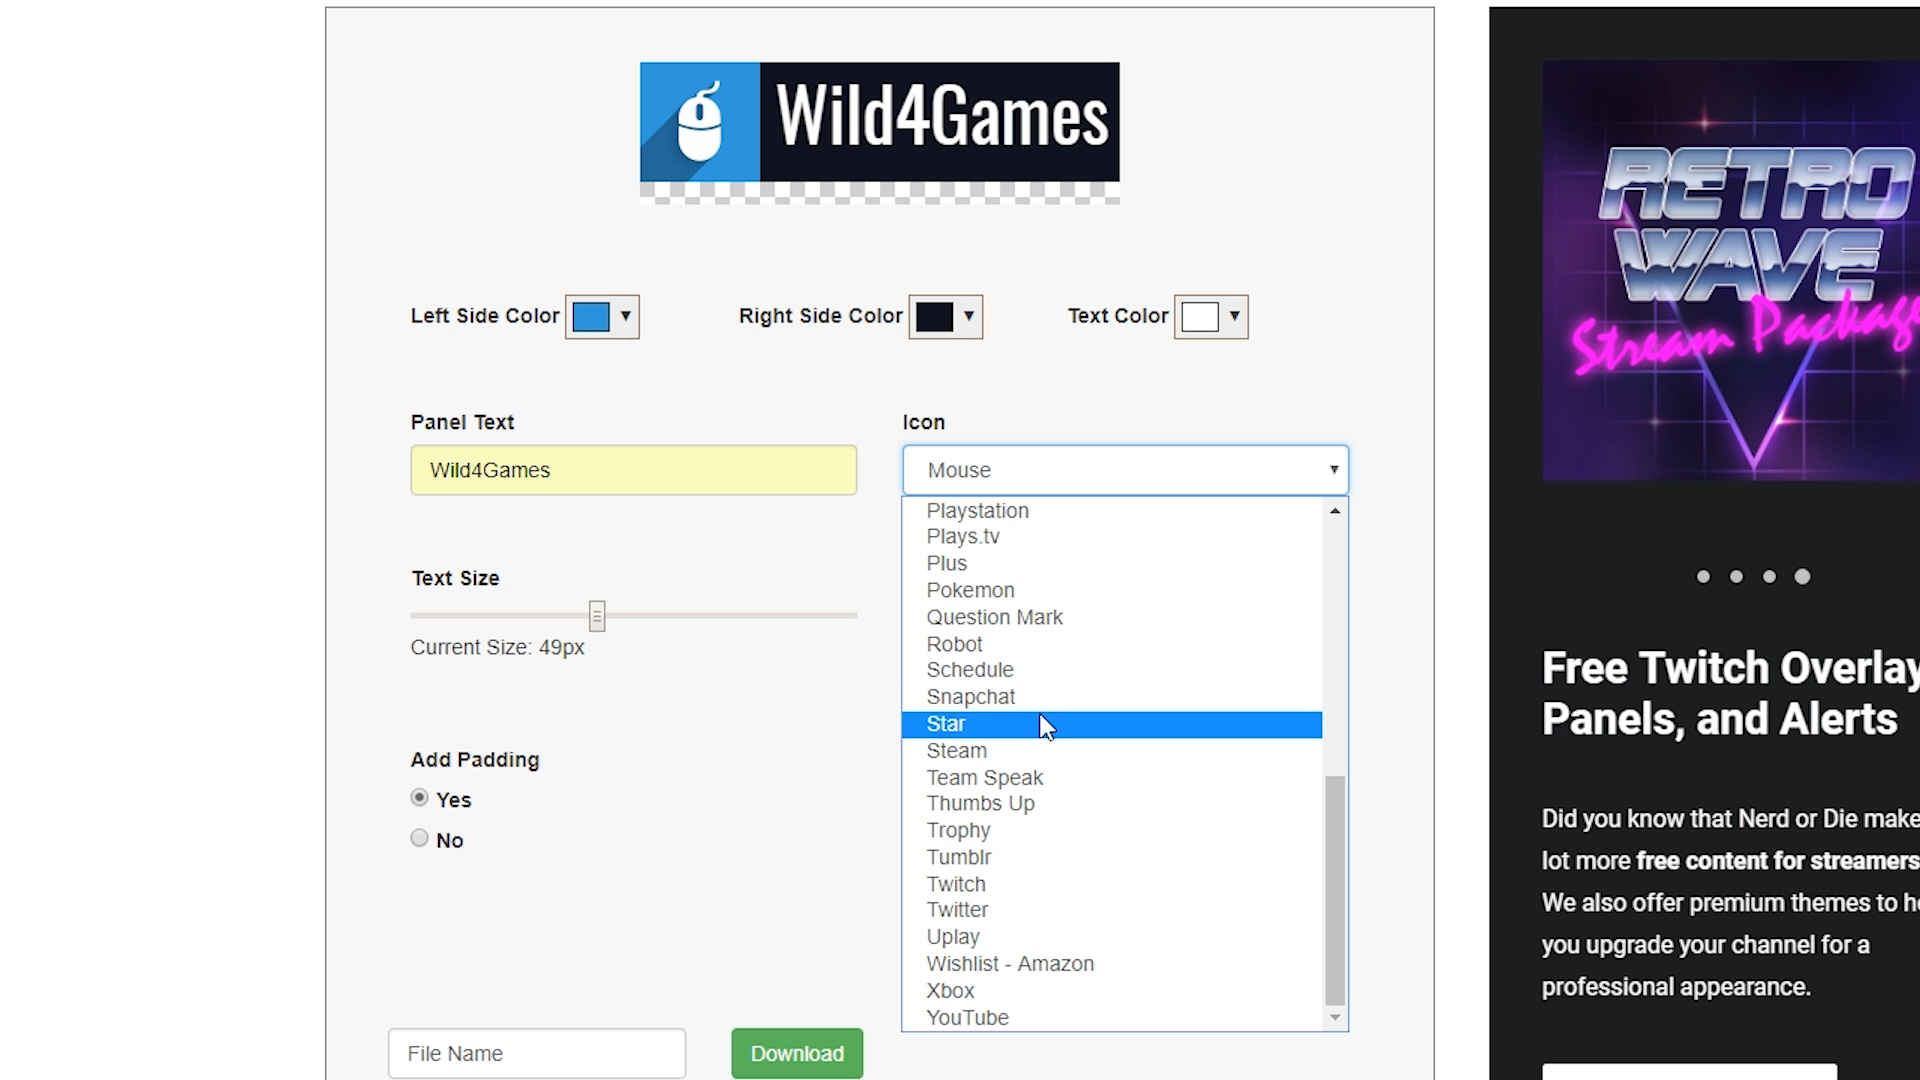 Wild4Games
Left Side Color
Right Side Color
Text Color
Panel Text
Wild4Games
Text Size
Current Size: 49px
Add Padding
Yes
No
File Name
Download
Icon
Mouse
Playstation
Plays.tv
Plus
Pokemon
Question Mark
Robot
Schedule
Snapchat
Star
Steam
Team Speak
Thumbs Up
Trophy
Tumblr
Twitch
Twitter
Uplay
Wishlist - Amazon
Xbox
YouTube
RETRO
WAVE
Stream Package
Free Twitch Overlay
Panels, and Alerts
Did you know that Nerd or Die make
lot more free content for streamers
We also offer premium themes to he
you upgrade your channel for a
professional appearance.